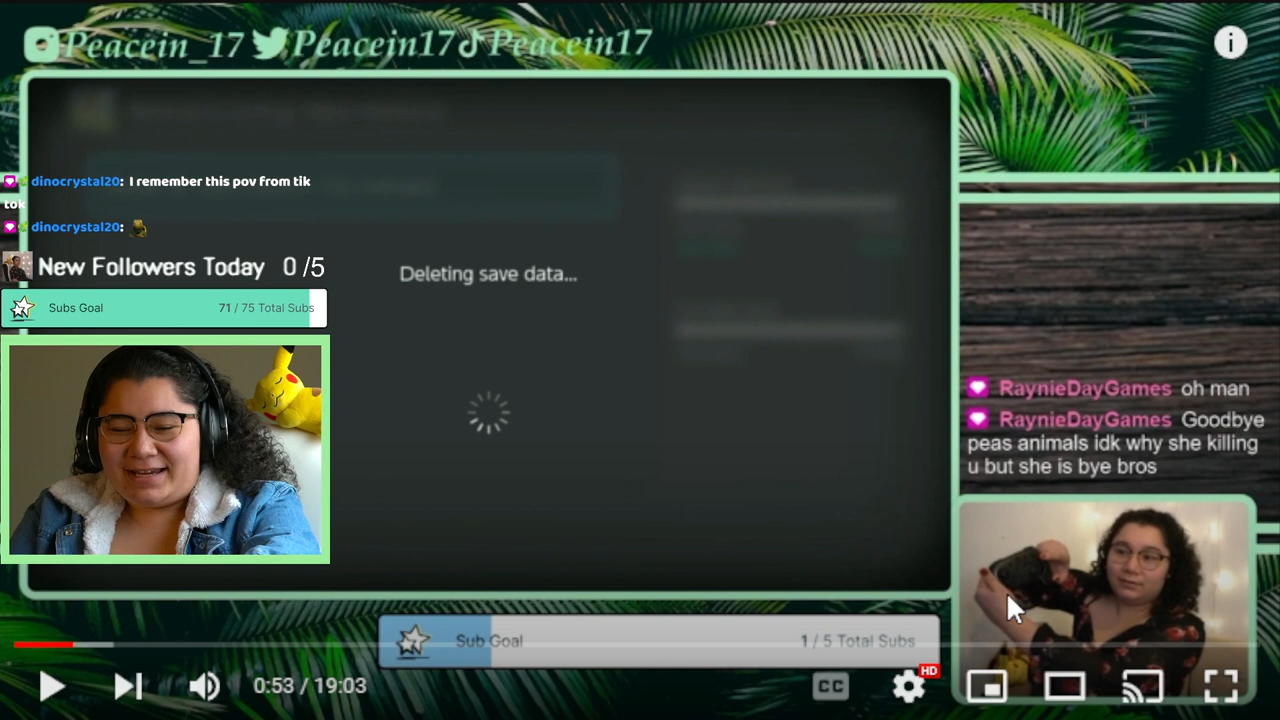 Peacein_17 Peacein17 Peacein17
dinocrystal20: I remember this pov from tik
tok
dinocrystal20:
New Followers Today 0 /5
Subs Goal 71 / 75 Total Subs
Deleting save data...
RaynieDayGames oh man
RaynieDayGames Goodbye
peas animals idk why she killing
u but she is bye bros
Sub Goal 1 / 5 Total Subs
0:53 / 19:03
CC
HD